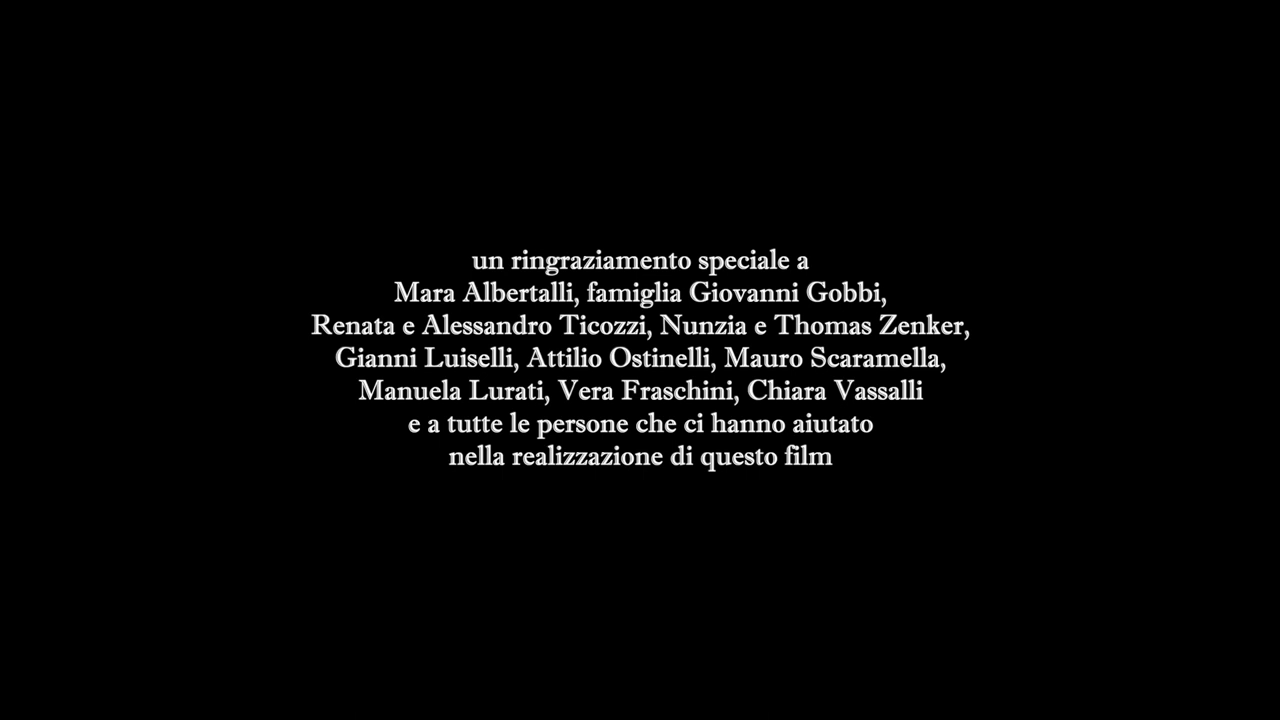 un ringraziamento speciale a
Mara Albertalli, famiglia Giovanni Gobbi,
Renata e Alessandro Ticozzi, Nunzia e Thomas Zenker,
Gianni Luiselli, Attilio Ostinelli, Mauro Scaramella,
Manuela Lurati, Vera Fraschini, Chiara Vassalli
e a tutte le persone che ci hanno aiutato
nella realizzazione di questo film